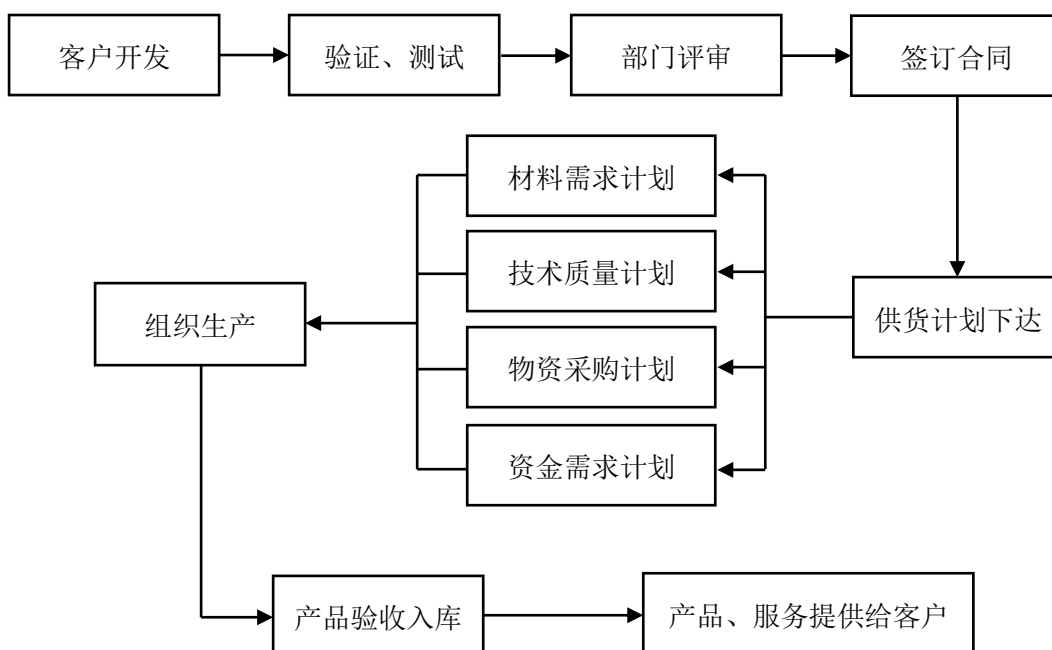 客户开发
验证、测试
部门评审
签订合同
材料需求计划
技术质量计划
供货计划下达
组织生产
物资采购计划
资金需求计划
产品验收入库
产品、服务提供给客户